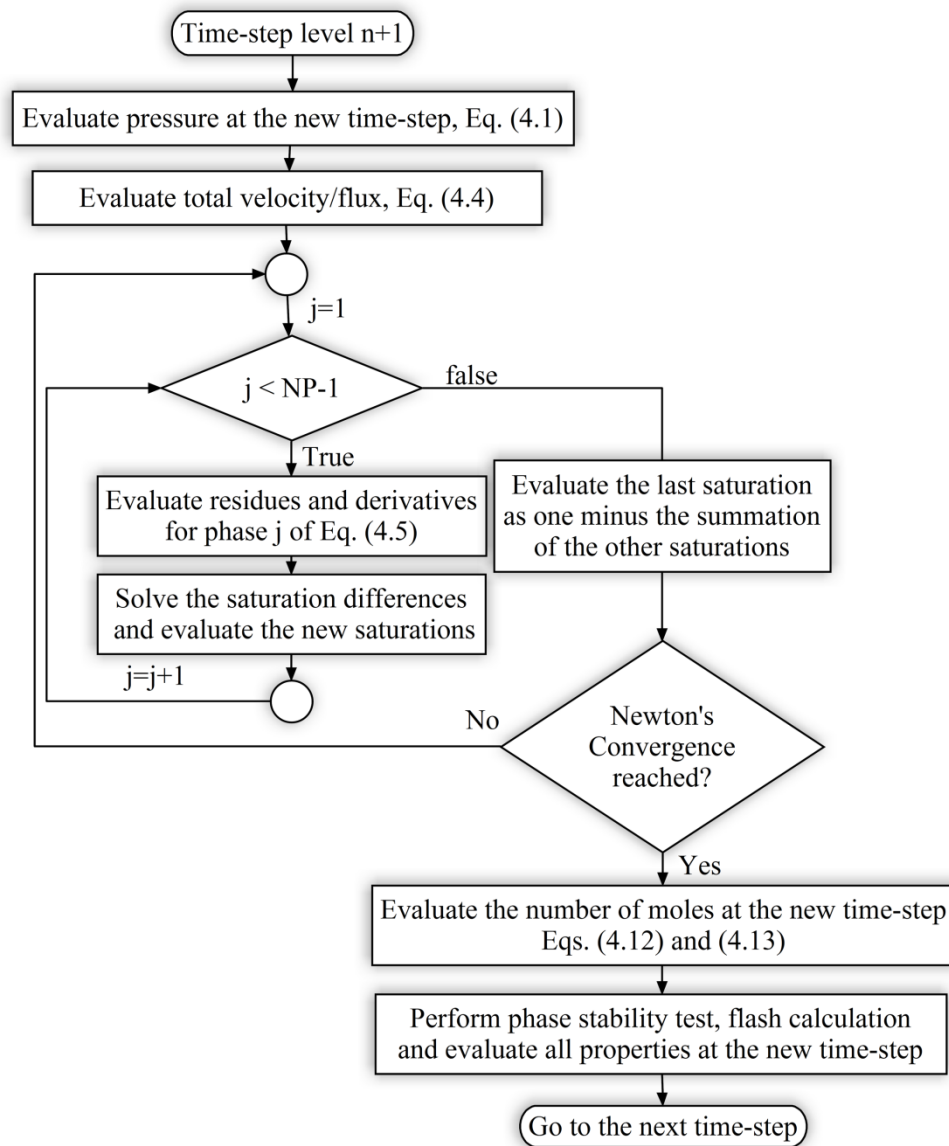 Time-step level n+1
Evaluate pressure at the new time-step, Eq. (4.1)
Evaluate total velocity/flux, Eq. (4.4)
j=1
j < NP-1
false
True
Evaluate residues and derivatives
for phase j of Eq. (4.5)
Evaluate the last saturation
as one minus the summation
of the other saturations
Solve the saturation differences
and evaluate the new saturations
j=j+1
No
Newton's
Convergence
reached?
Yes
Evaluate the number of moles at the new time-step
Eqs. (4.12) and (4.13)
Perform phase stability test, flash calculation
and evaluate all properties at the new time-step
Go to the next time-step